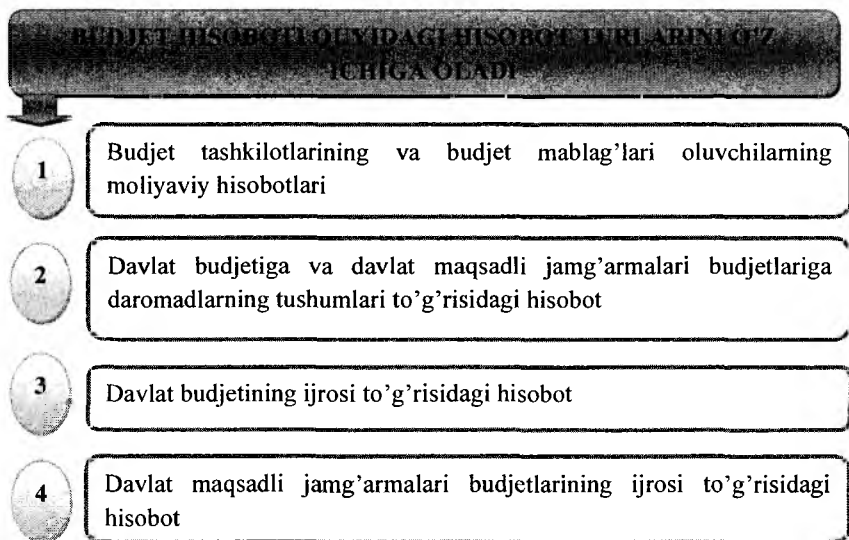 BUDJET HISOBOTI QUYIDAGI HISOBOT TURLARINI O'Z
ICHIGA OLADI
1
Budjet tashkilotlarining va budjet mablag'lari oluvchilarning
moliyaviy hisobotlari
2
Davlat budjetiga va davlat maqsadli jamg'armalari budjetlariga
daromadlarning tushumlari to'g'risidagi hisobot
3
Davlat budjetining ijrosi to'g'risidagi hisobot
4
Davlat maqsadli jamg'armalari budjetlarining ijrosi to'g'risidagi
hisobot